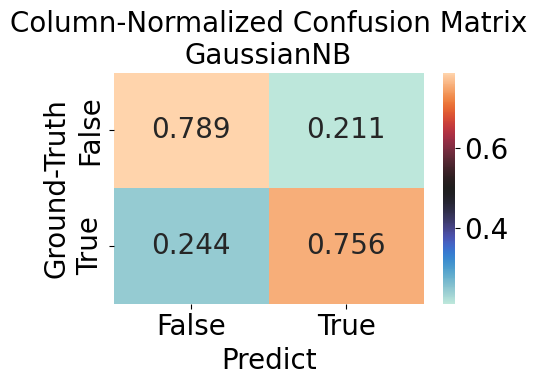 Column-Normalized Confusion Matrix
GaussianNB
Ground-Truth
False
True
0.789 0.211
0.244 0.756
False True
Predict
0.6
0.4